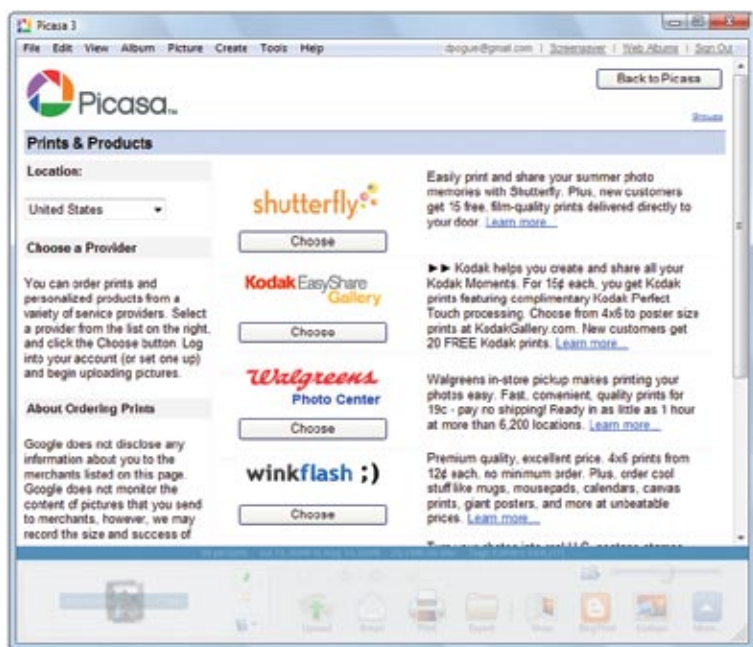 Picasa 3
File Edit View Album Picture Create Tools Help
dpogue@gmail.com | Screensaver | Web Albums | Sign Out
Picasa™
Back to Picasa
Prints & Products
Location:
United States
Choose a Provider
You can order prints and
personalized products from a
variety of service providers. Select
a provider from the list on the right,
and click the Choose button. Log
into your account (or set one up)
and begin uploading pictures.
About Ordering Prints
Google does not disclose any
information about you to the
merchants listed on this page.
Google does not monitor the
content of pictures that you send
to merchants, however, we may
record the size and success of
shutterfly
Choose
Easily print and share your summer photo
memories with Shutterfly. Plus, new customers
get 15 free, film-quality prints delivered directly to
your door. Learn more...
Kodak EasyShare
Gallery
Choose
►► Kodak helps you create and share all your
Kodak Moments. For 15¢ each, you get Kodak
prints featuring complimentary Kodak Perfect
Touch processing. Choose from 4x6 to poster size
prints at KodakGallery.com. New customers get
20 FREE Kodak prints. Learn more...
Walgreens
Photo Center
Choose
Walgreens in-store pickup makes printing your
photos easy. Fast, convenient, quality prints for
19c - pay no shipping! Ready in as little as 1 hour
at more than 6,200 locations. Learn more...
winkflash ;)
Choose
Premium quality, excellent price. 4x6 prints from
12¢ each, no minimum order. Plus, order cool
stuff like mugs, mousepads, calendars, canvas
prints, giant posters, and more at unbeatable
prices. Learn more...
Upload Email Print Export